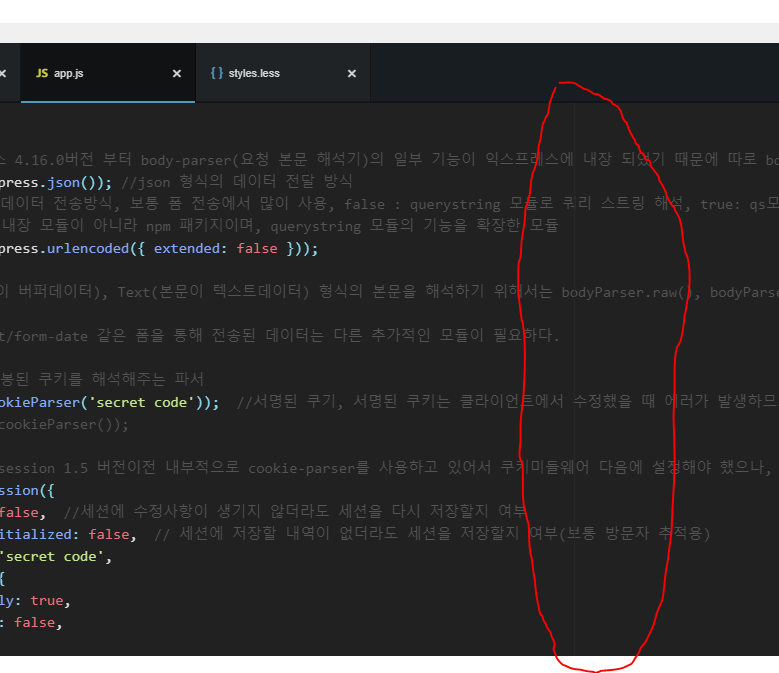 × JS app.js × {} styles.less ×
스 4.16.0버전 부터 body-parser(요청 본문 해석기)의 일부 기능이 익스프레스에 내장 되었기 때문에 따로 bo
press.json()); //json 형식의 데이터 전달 방식
데이터 전송방식, 보통 폼 전송에서 많이 사용, false : querystring 모듈로 쿼리 스트링 해석, true: qs모
내장 모듈이 아니라 npm 패키지이며, querystring 모듈의 기능을 확장한 모듈
press.urlencoded({ extended: false }));
이 버퍼데이터), Text(본문이 텍스트데이터) 형식의 본문을 해석하기 위해서는 bodyParser.raw(), bodyParse
t/form-date 같은 폼을 통해 전송된 데이터는 다른 추가적인 모듈이 필요하다.
봉된 쿠키를 해석해주는 파서
okieParser('secret code')); //서명된 쿠기, 서명된 쿠키는 클라이언트에서 수정했을 때 에러가 발생하므
cookieParser());
session 1.5 버전이전 내부적으로 cookie-parser를 사용하고 있어서 쿠키미들웨어 다음에 설정해야 했으나,
ssion({
false, //세션에 수정사항이 생기지 않더라도 세션을 다시 저장할지 여부
itialized: false, // 세션에 저장할 내역이 없더라도 세션을 저장할지 여부(보통 방문자 추적용)
'secret code',
{
ly: true,
: false,